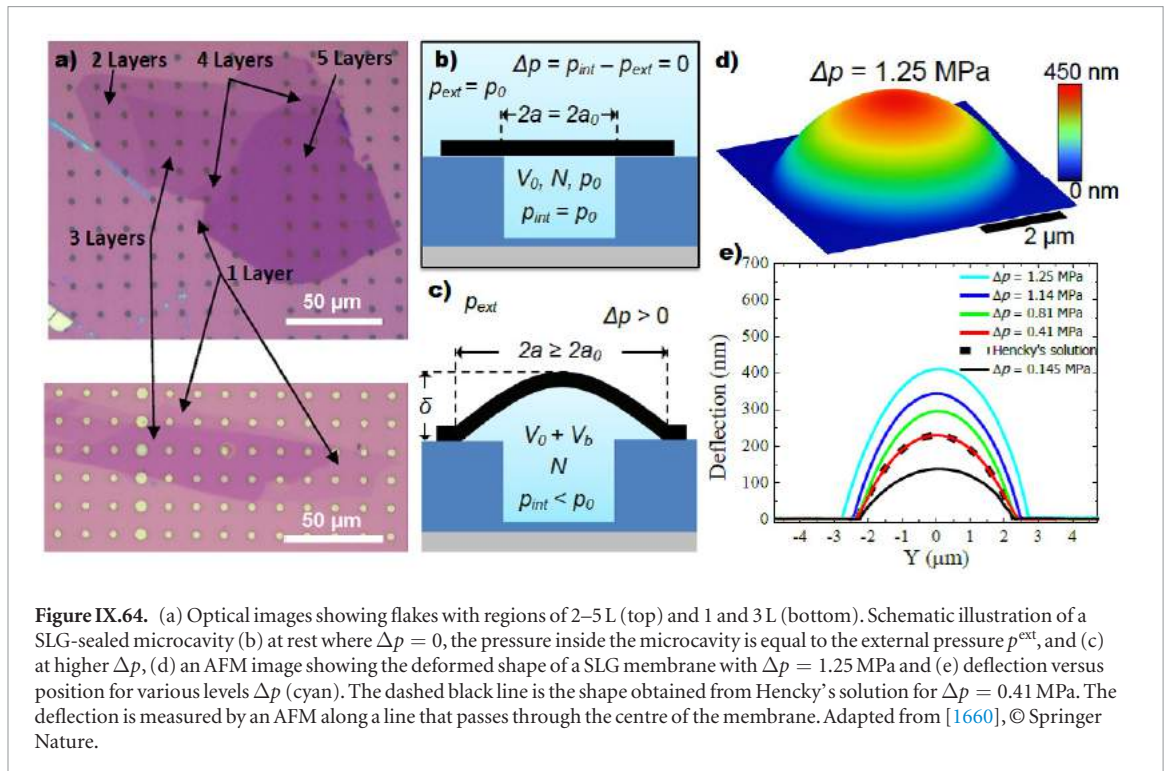 a)
2 Layers
4 Layers
5 Layers
3 Layers
1 Layer
50 µm
50 µm
b)
Δp = p_int – p_ext = 0
p_ext = p_0
2a = 2a_0
V_0, N, p_0
p_int = p_0
c)
p_ext
Δp > 0
2a ≥ 2a_0
δ
V_0 + V_b
N
p_int < p_0
d)
Δp = 1.25 MPa
450 nm
0 nm
2 µm
e)
700
600
500
400
300
200
100
0
Deflection (nm)
Δp = 1.25 MPa
Δp = 1.14 MPa
Δp = 0.81 MPa
Δp = 0.41 MPa
Hencky's solution
Δp = 0.145 MPa
-4 -3 -2 -1 0 1 2 3 4
Y (µm)
Figure IX.64. (a) Optical images showing flakes with regions of 2–5 L (top) and 1 and 3 L (bottom). Schematic illustration of a
SLG-sealed microcavity (b) at rest where Δp = 0, the pressure inside the microcavity is equal to the external pressure p^ext, and (c)
at higher Δp, (d) an AFM image showing the deformed shape of a SLG membrane with Δp = 1.25 MPa and (e) deflection versus
position for various levels Δp (cyan). The dashed black line is the shape obtained from Hencky's solution for Δp = 0.41 MPa. The
deflection is measured by an AFM along a line that passes through the centre of the membrane. Adapted from [1660], © Springer
Nature.